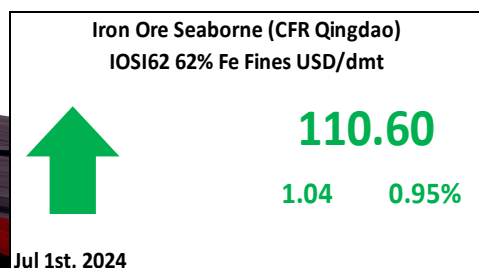 Iron Ore Seaborne (CFR Qingdao)
IOSI62 62% Fe Fines USD/dmt
110.60
1.04 0.95%
Jul 1st, 2024